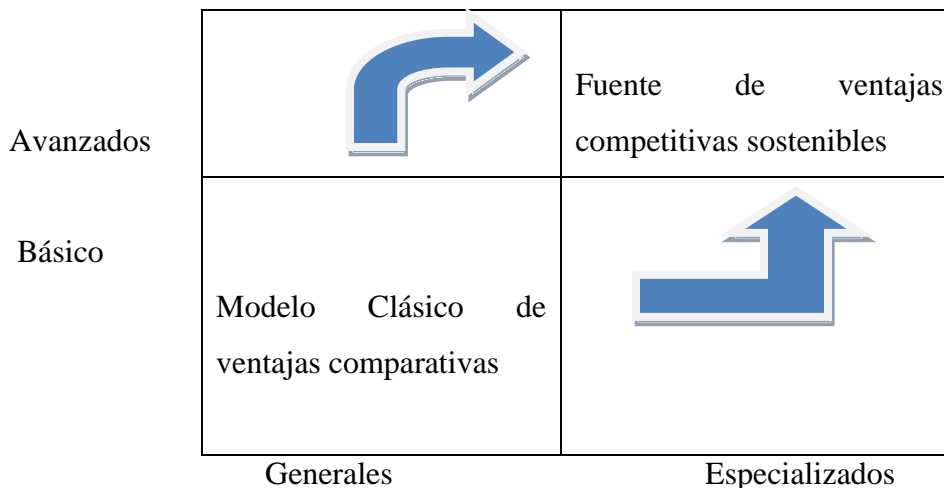 Fuente de ventajas
competitivas sostenibles
Avanzados
Básico
Modelo Clásico de
ventajas comparativas
Generales Especializados